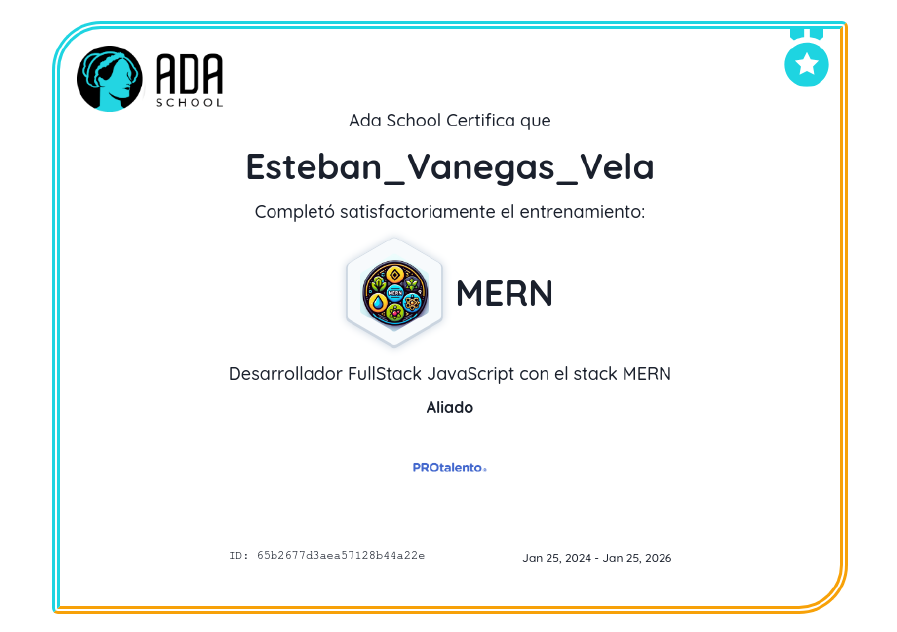 ADA
SCHOOL
Ada School Certifica que
Esteban_Vanegas_Vela
Completó satisfactoriamente el entrenamiento:
MERN
MERN
Desarrollador FullStack JavaScript con el stack MERN
Aliado
PROtalento
ID: 65b2677d3aea57128b44a22e
Jan 25, 2024 - Jan 25, 2026